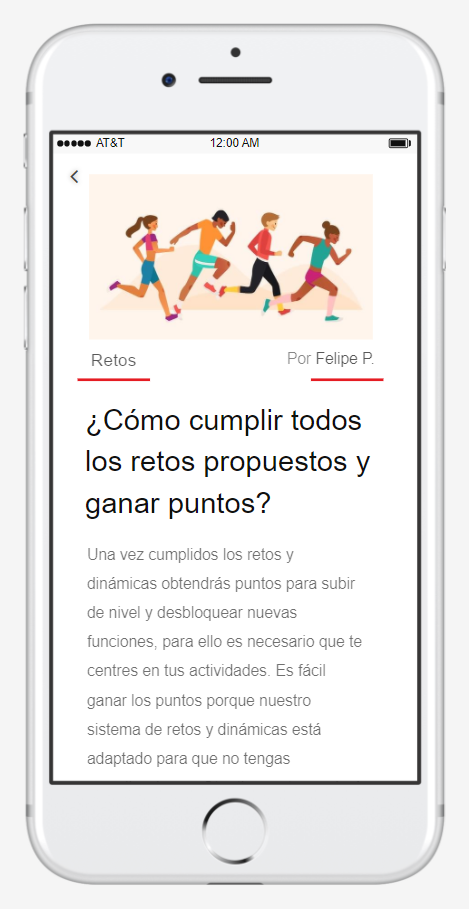 AT&T 12:00 AM
Retos Por Felipe P.
¿Cómo cumplir todos
los retos propuestos y
ganar puntos?
Una vez cumplidos los retos y
dinámicas obtendrás puntos para subir
de nivel y desbloquear nuevas
funciones, para ello es necesario que te
centres en tus actividades. Es fácil
ganar los puntos porque nuestro
sistema de retos y dinámicas está
adaptado para que no tengas